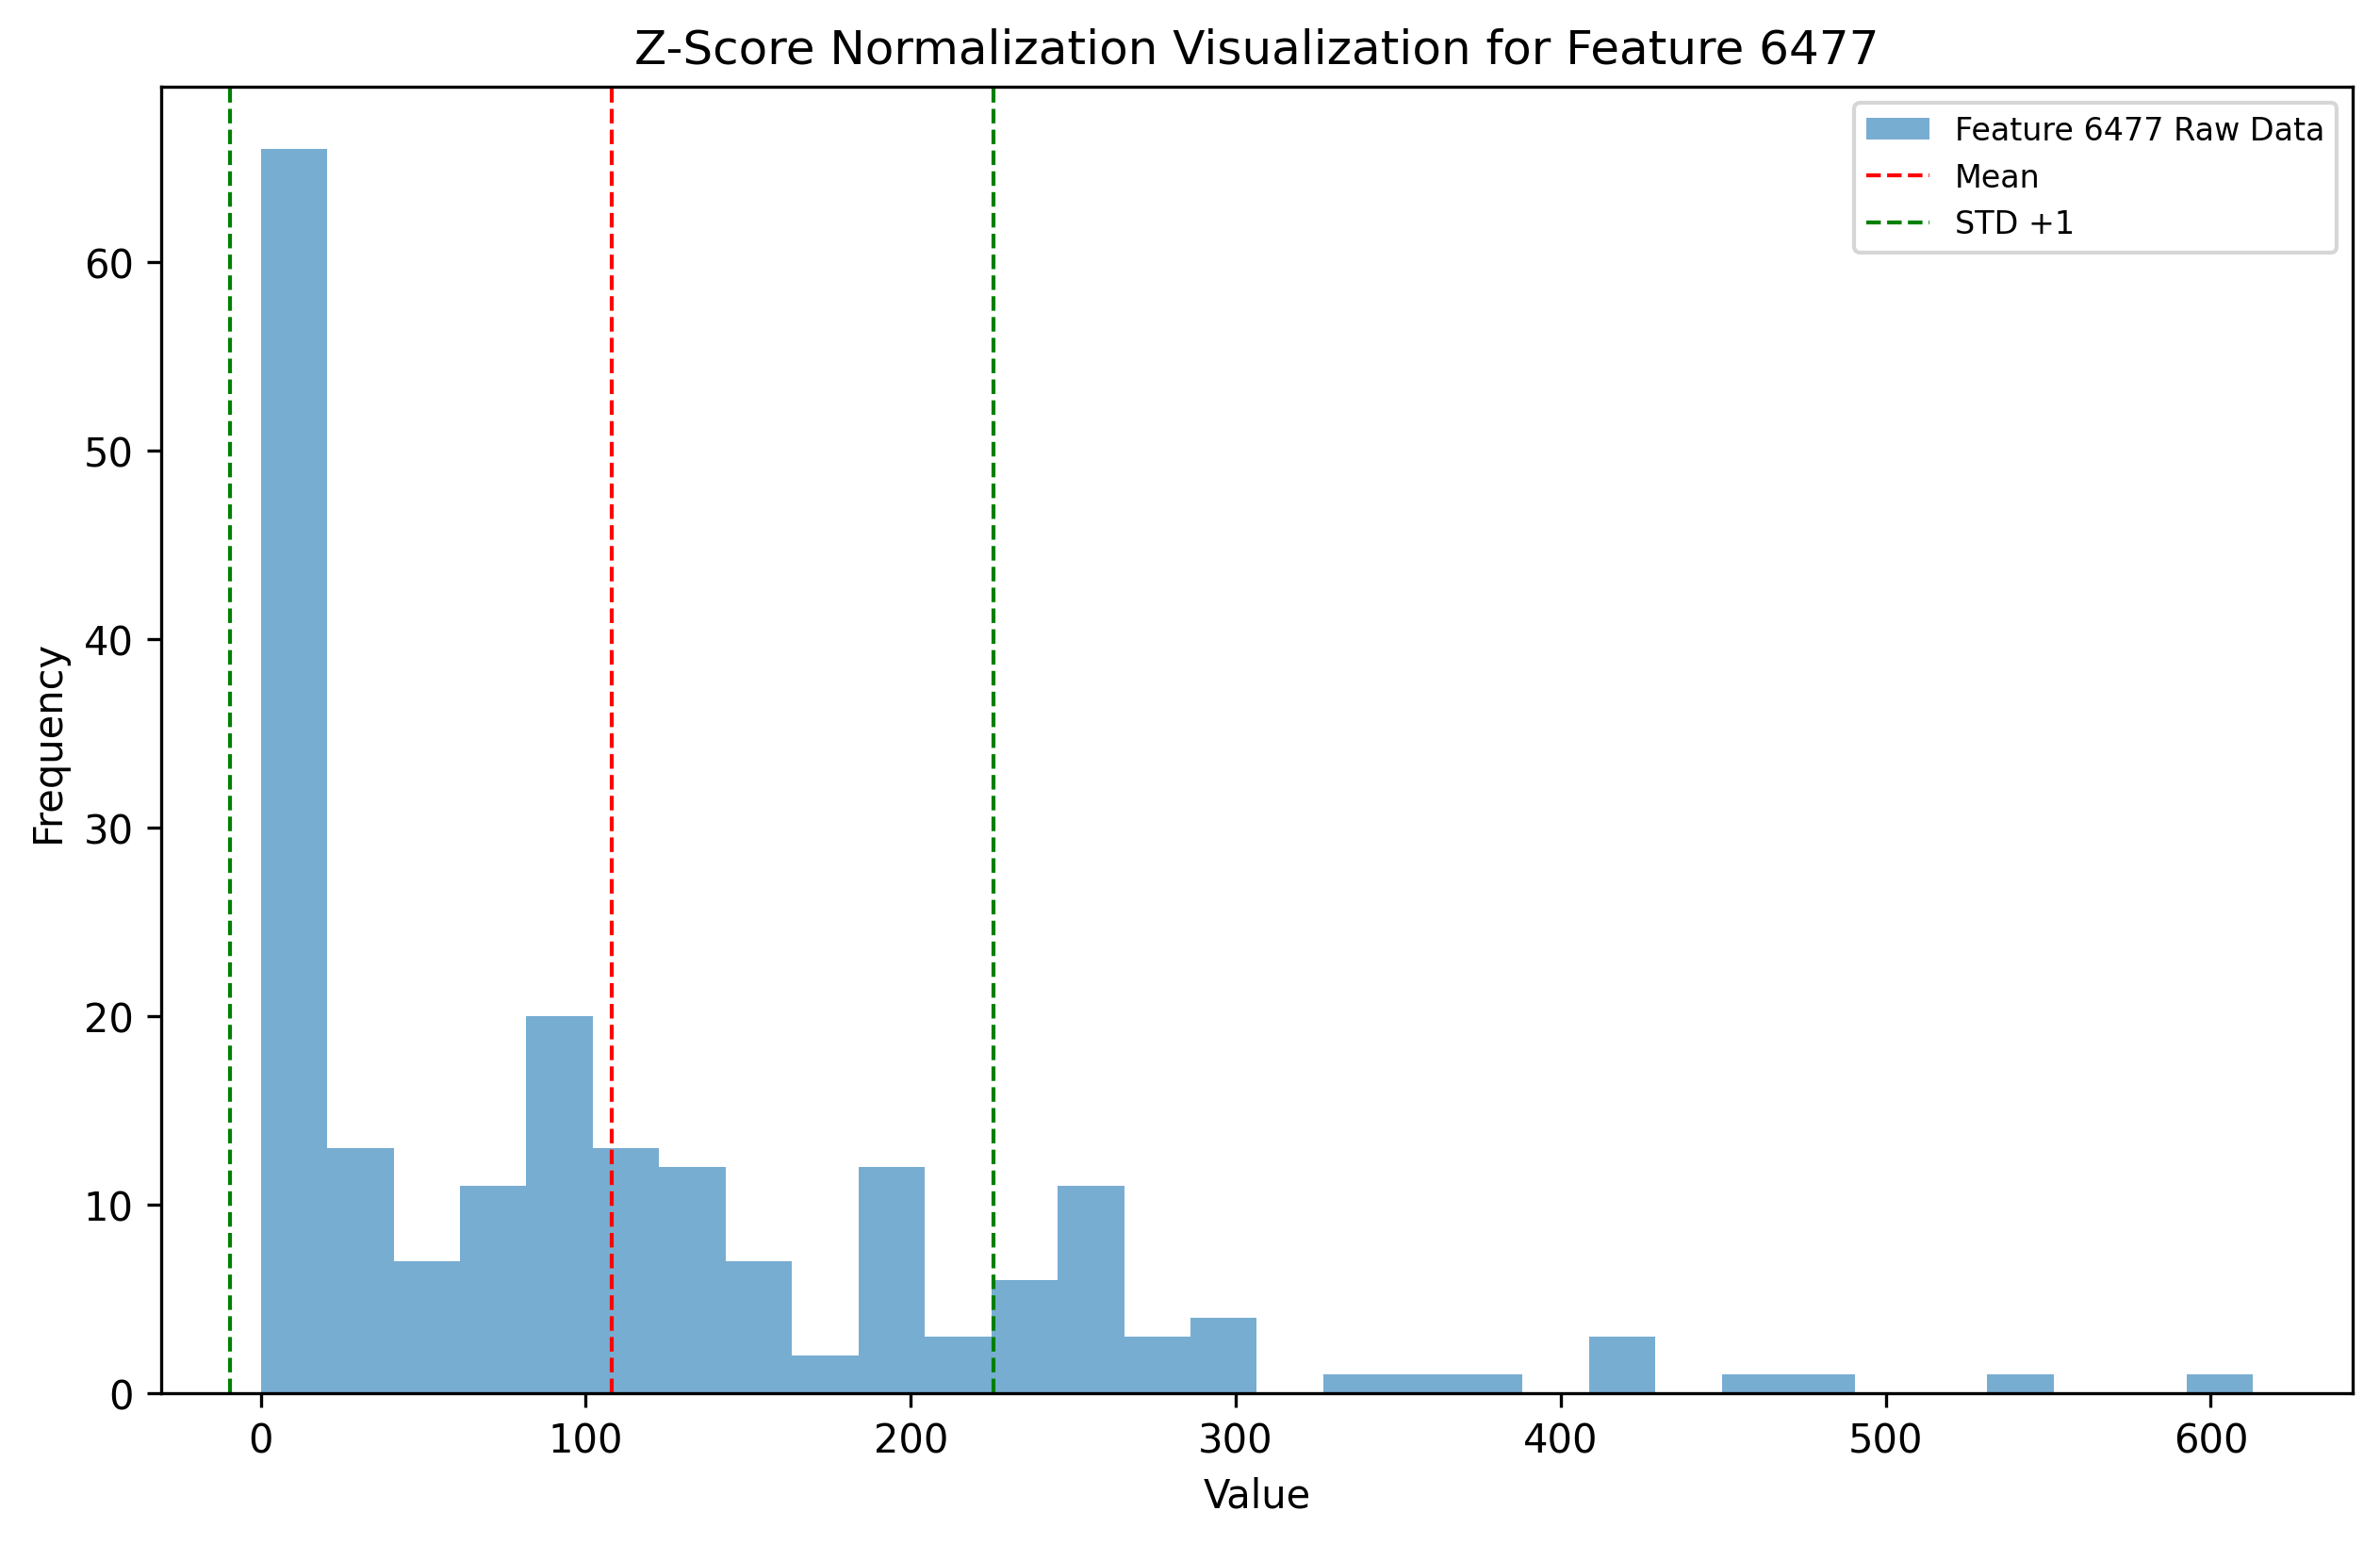 Z-Score Normalization Visualization for Feature 6477
Feature 6477 Raw Data
Mean
STD +1
Frequency
60
50
40
30
20
10
0
0 100 200 300 400 500 600
Value